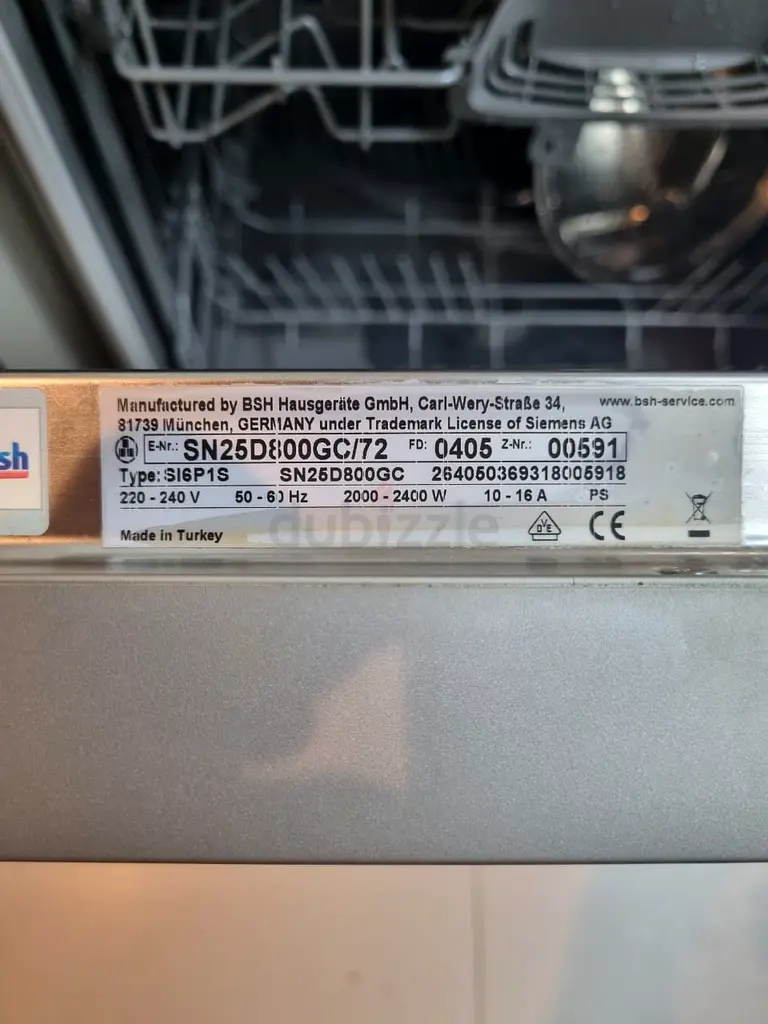 Manufactured by BSH Hausgeräte GmbH, Carl-Wery-Straße 34, www.bsh-service.com
81739 München, GERMANY under Trademark License of Siemens AG
E-Nr.: SN25D800GC/72 FD: 0405 Z-Nr.: 00591
Type: SI6P1S SN25D800GC 264050369318005918
220 - 240 V 50 - 60 Hz 2000 - 2400 W 10 - 16 A PS
sh
dubizzle
DVE CE
Made in Turkey